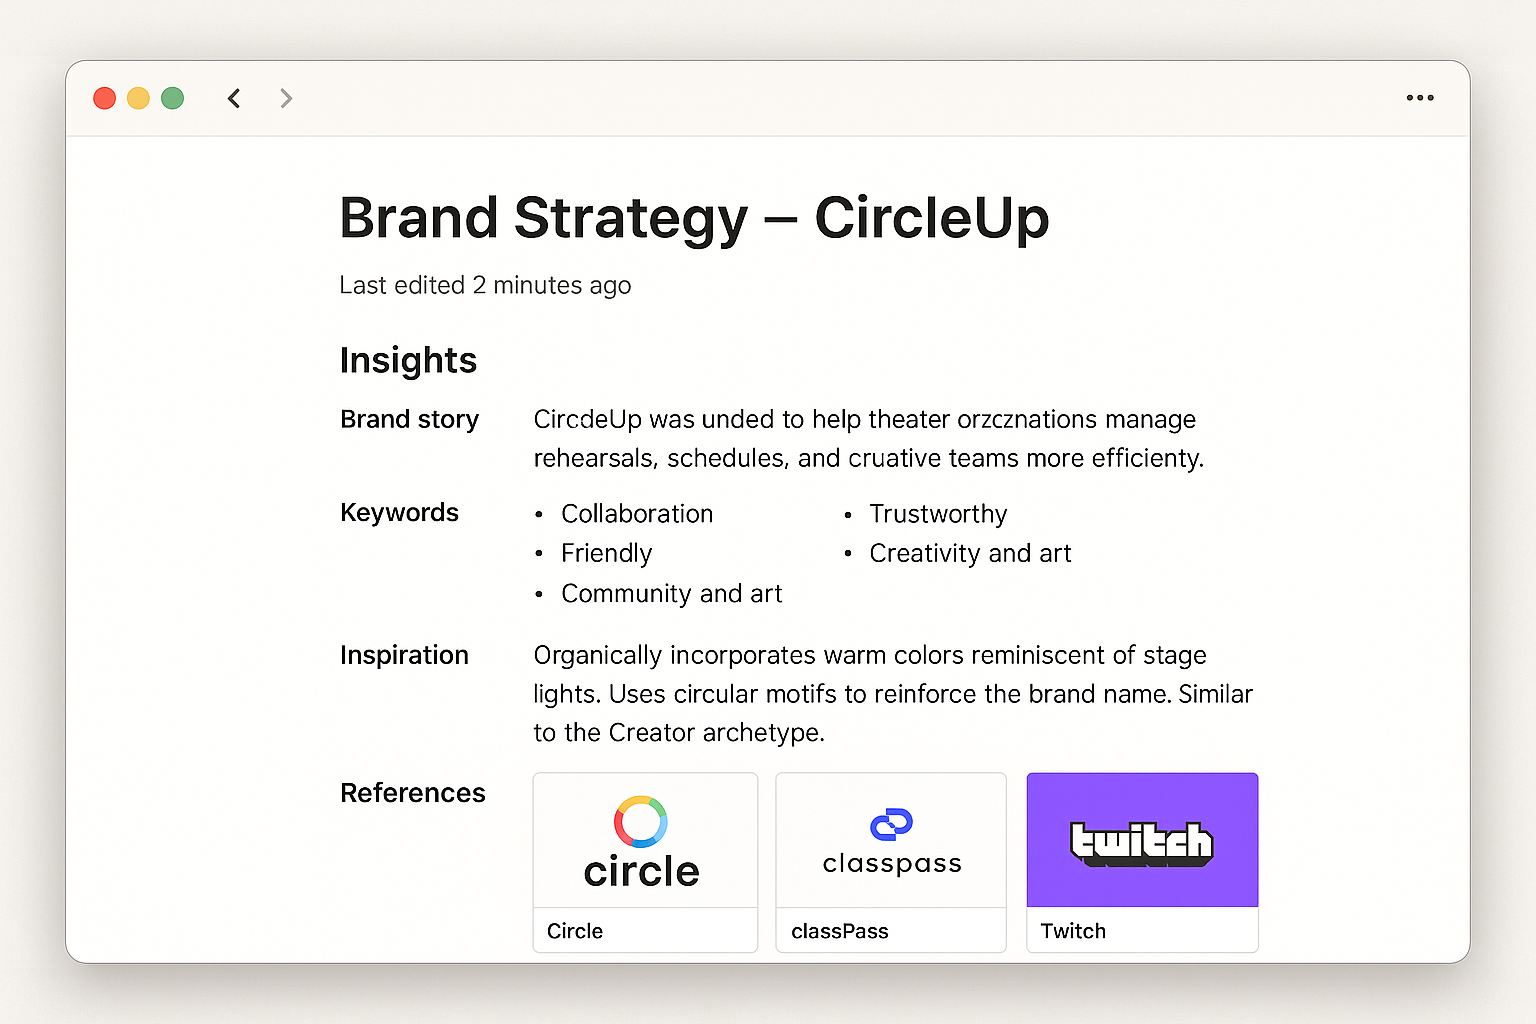 Brand Strategy – CircleUp
Last edited 2 minutes ago
Insights
Brand story
CircdeUp was unded to help theater orzcznations manage
rehearsals, schedules, and cruative teams more efficienty.
Keywords
• Collaboration
• Trustworthy
• Friendly
• Creativity and art
• Community and art
Inspiration
Organically incorporates warm colors reminiscent of stage
lights. Uses circular motifs to reinforce the brand name. Similar
to the Creator archetype.
References
circle
classpass
twitch
Circle
classPass
Twitch